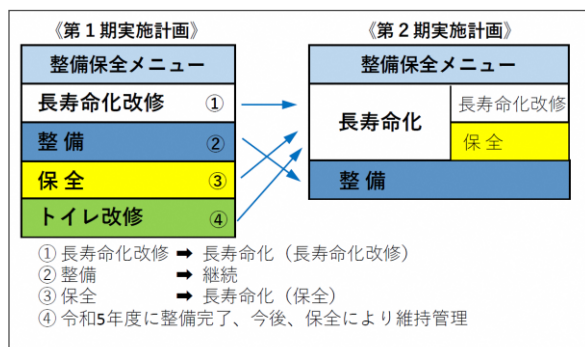 《第１期実施計画》
《第２期実施計画》
整備保全メニュー
長寿命化改修 ①
整 備 ②
保 全 ③
トイレ改修 ④
整備保全メニュー
長寿命化
長寿命化改修
保 全
整 備
① 長寿命化改修 ➡ 長寿命化（長寿命化改修）
② 整備 ➡ 継続
③ 保全 ➡ 長寿命化（保全）
④ 令和5年度に整備完了、今後、保全により維持管理